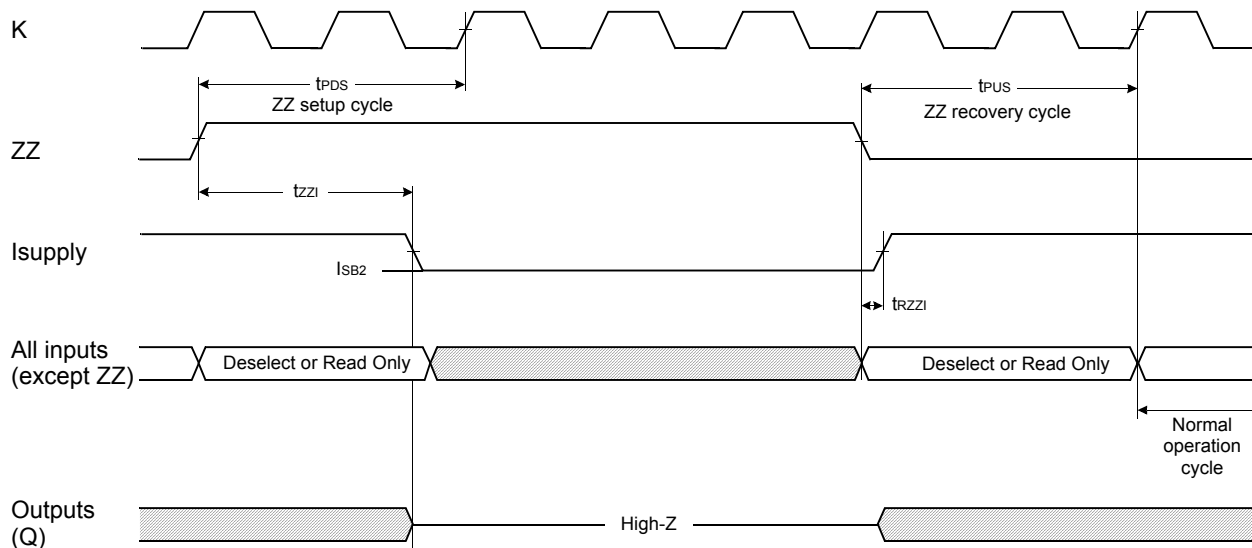 K
tPDS
ZZ setup cycle
tPUS
ZZ recovery cycle
ZZ
tZZI
Isupply
ISB2
tRZZI
All inputs
(except ZZ)
Deselect or Read Only
Deselect or Read Only
Normal
operation
cycle
Outputs
(Q)
High-Z